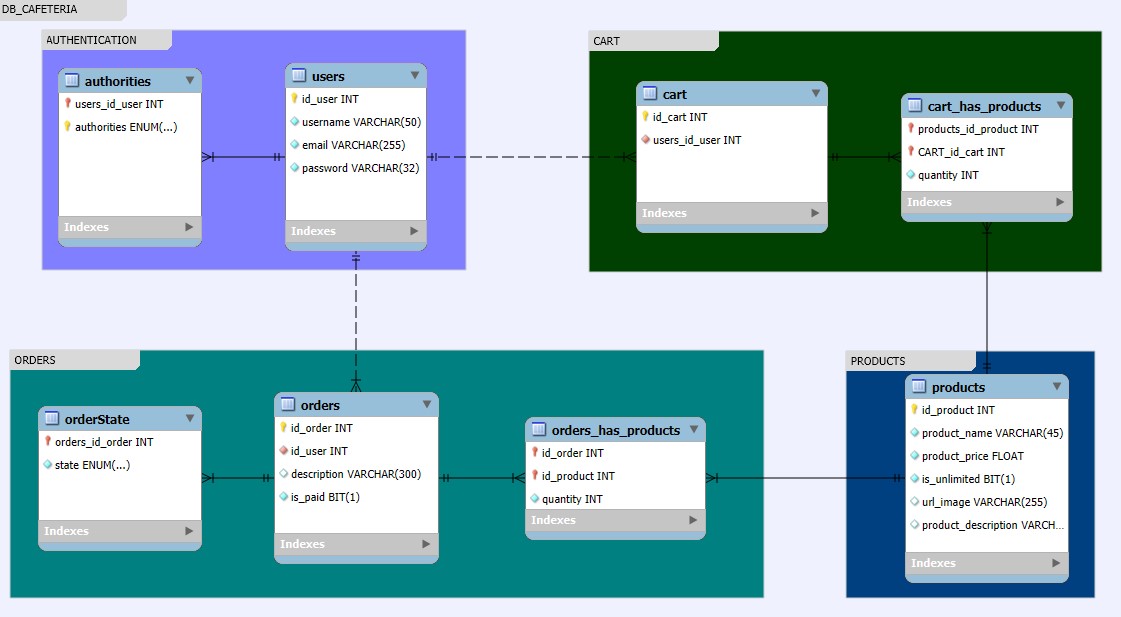 DB_CAFETERIA
AUTHENTICATION
authorities
users_id_user INT
authorities ENUM(...)
Indexes
users
id_user INT
username VARCHAR(50)
email VARCHAR(255)
password VARCHAR(32)
Indexes
CART
cart
id_cart INT
users_id_user INT
Indexes
cart_has_products
products_id_product INT
CART_id_cart INT
quantity INT
Indexes
ORDERS
orderState
orders_id_order INT
state ENUM(...)
Indexes
orders
id_order INT
id_user INT
description VARCHAR(300)
is_paid BIT(1)
Indexes
orders_has_products
id_order INT
id_product INT
quantity INT
Indexes
PRODUCTS
products
id_product INT
product_name VARCHAR(45)
product_price FLOAT
is_unlimited BIT(1)
url_image VARCHAR(255)
product_description VARCH...
Indexes